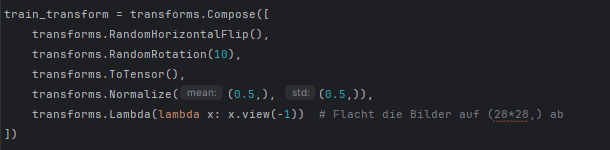 train_transform = transforms.Compose([
    transforms.RandomHorizontalFlip(),
    transforms.RandomRotation(10),
    transforms.ToTensor(),
    transforms.Normalize( mean: (0.5,), std: (0.5,)),
    transforms.Lambda(lambda x: x.view(-1))  # Flacht die Bilder auf (28*28,) ab
])